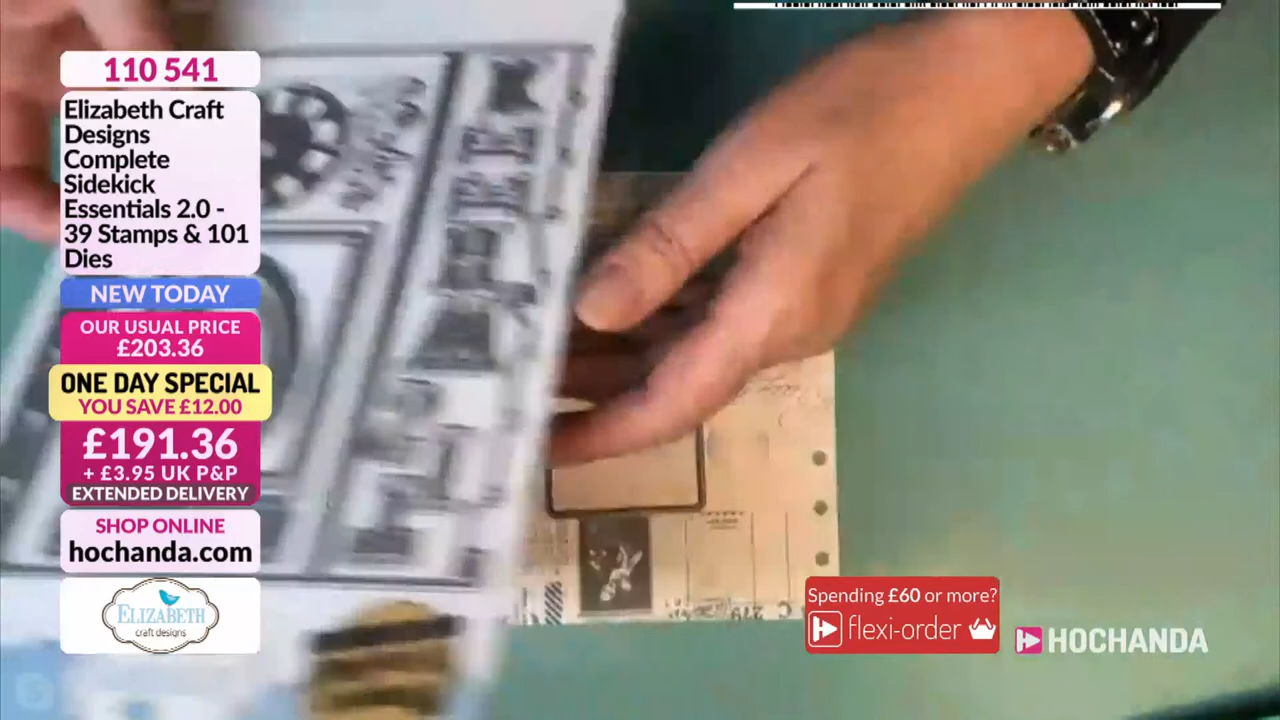 110 541
Elizabeth Craft
Designs
Complete
Sidekick
Essentials 2.0 -
39 Stamps & 101
Dies
NEW TODAY
OUR USUAL PRICE
£203.36
ONE DAY SPECIAL
YOU SAVE £12.00
£191.36
+ £3.95 UK P&P
EXTENDED DELIVERY
SHOP ONLINE
hochanda.com
ELIZABETH
craft designs
Spending £60 or more?
flexi-order
HOCHANDA